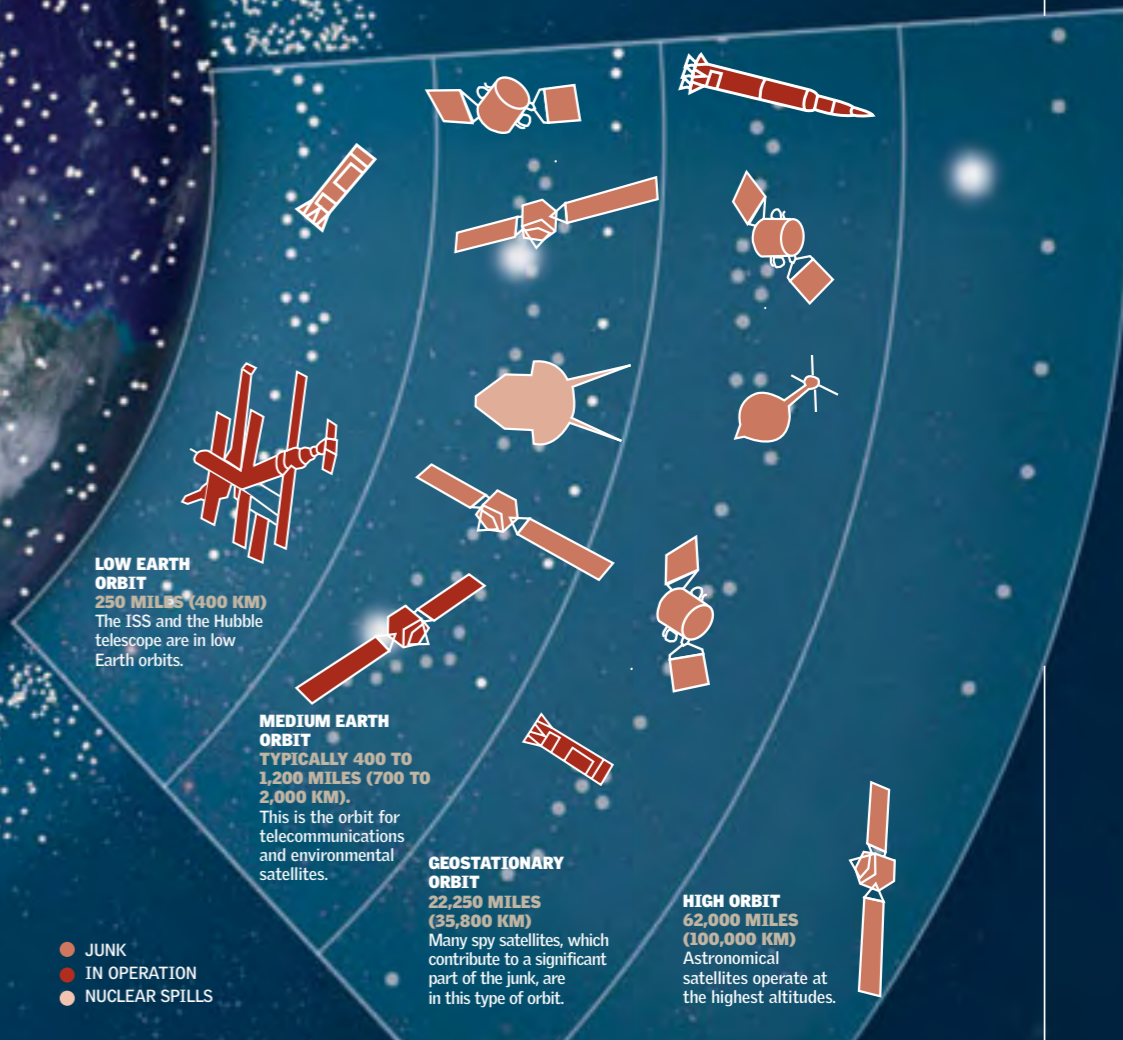 LOW EARTH
ORBIT
250 MILES (400 KM)
The ISS and the Hubble
telescope are in low
Earth orbits.
MEDIUM EARTH
ORBIT
TYPICALLY 400 TO
1,200 MILES (700 TO
2,000 KM).
This is the orbit for
telecommunications
and environmental
satellites.
GEOSTATIONARY
ORBIT
22,250 MILES
(35,800 KM)
Many spy satellites, which
contribute to a significant
part of the junk, are
in this type of orbit.
HIGH ORBIT
62,000 MILES
(100,000 KM)
Astronomical
satellites operate at
the highest altitudes.
JUNK
IN OPERATION
NUCLEAR SPILLS